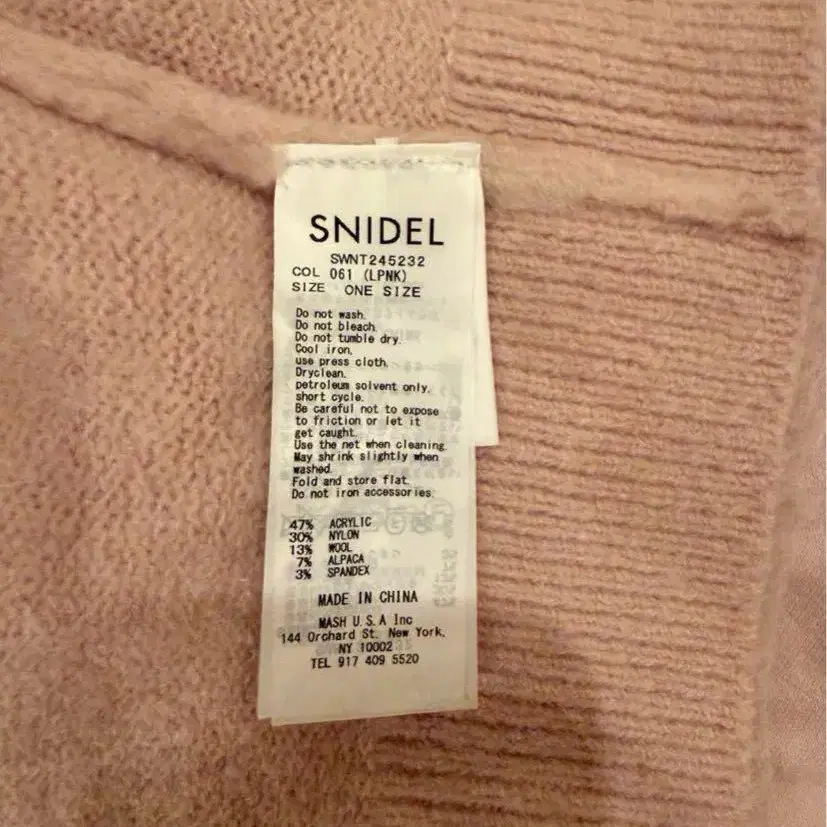 SNIDEL
SWNT245232
COL 061 (LPNK)
SIZE ONE SIZE
Do not wash.
Do not bleach.
Do not tumble dry.
Cool iron,
use press cloth.
Dryclean.
petroleum solvent only.
short cycle.
Be careful not to expose
to friction or let it
get caught.
Use the net when cleaning.
May shrink slightly when
washed.
Fold and store flat.
Do not iron accessories.
47% ACRYLIC
30% NYLON
13% WOOL
7% ALPACA
3% SPANDEX
MADE IN CHINA
MASH U.S.A Inc
144 Orchard St. New York,
NY 10002
TEL 917 409 5520